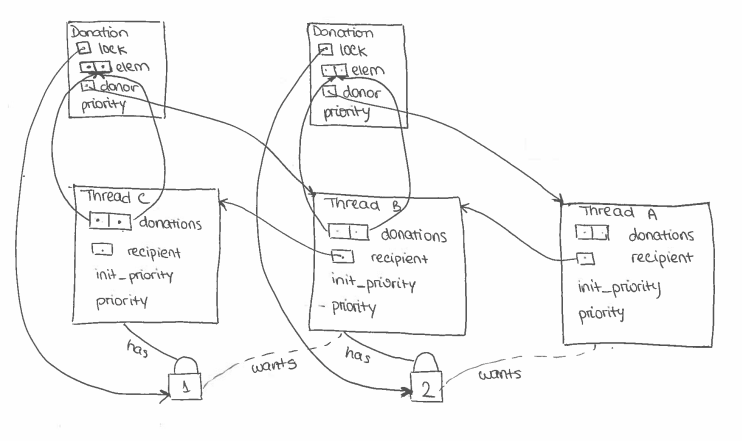 Donation
lock
elem
donor
priority
Donation
lock
elem
donor
priority
Thread C
donations
recipient
init_priority
priority
Thread B
donations
recipient
init_priority
priority
Thread A
donations
recipient
init_priority
priority
has
1
wants
has
2
wants